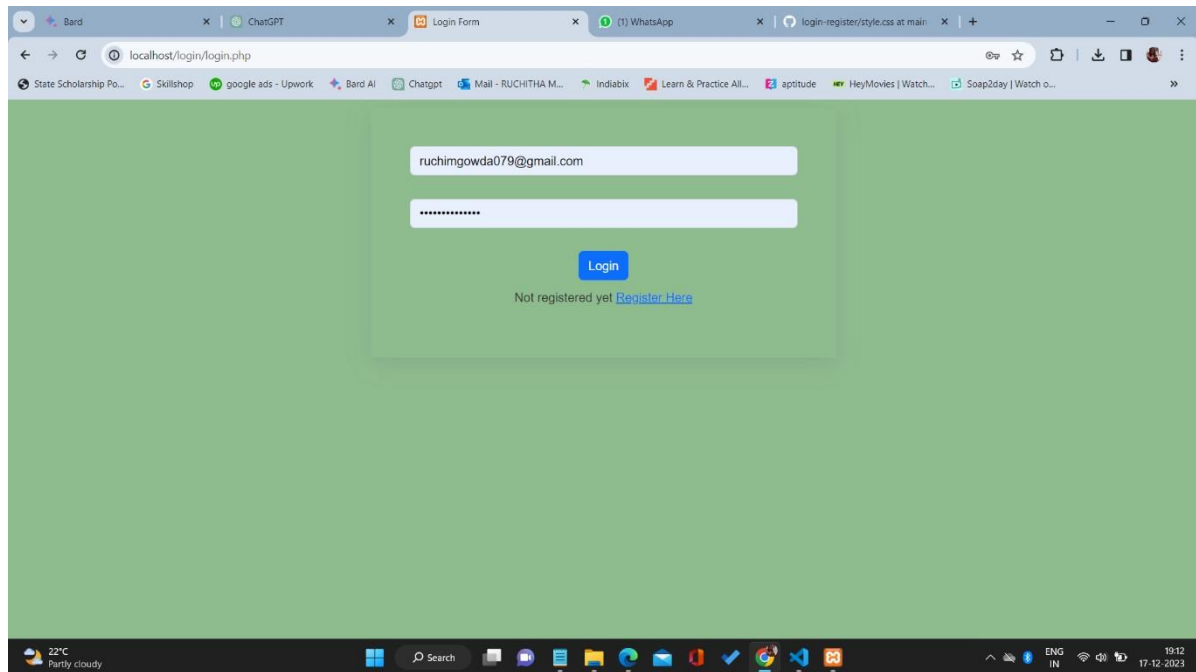 Bard
ChatGPT
Login Form
(1) WhatsApp
login-register/style.css at main
localhost/login/login.php
State Scholarship Po...
Skillshop
google ads - Upwork
Bard AI
Chatgpt
Mail - RUCHITHA M...
Indiabix
Learn & Practice All...
aptitude
HeyMovies | Watch...
Soap2day | Watch o...
ruchimgowda079@gmail.com
Login
Not registered yet Register Here
22°C
Partly cloudy
Search
ENG
IN
19:12
17-12-2023